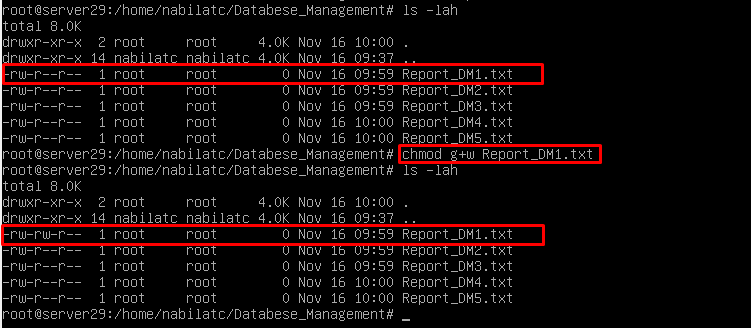 root@server29:/home/nabilatc/Databese_Management# ls -lah
total 8.0K
drwxr-xr-x  2 root     root     4.0K Nov 16 10:00 .
drwxr-xr-x 14 nabilatc nabilatc 4.0K Nov 16 09:37 ..
-rw-r--r--  1 root     root        0 Nov 16 09:59 Report_DM1.txt
-rw-r--r--  1 root     root        0 Nov 16 09:59 Report_DM2.txt
-rw-r--r--  1 root     root        0 Nov 16 09:59 Report_DM3.txt
-rw-r--r--  1 root     root        0 Nov 16 10:00 Report_DM4.txt
-rw-r--r--  1 root     root        0 Nov 16 10:00 Report_DM5.txt
root@server29:/home/nabilatc/Databese_Management# chmod g+w Report_DM1.txt
root@server29:/home/nabilatc/Databese_Management# ls -lah
total 8.0K
drwxr-xr-x  2 root     root     4.0K Nov 16 10:00 .
drwxr-xr-x 14 nabilatc nabilatc 4.0K Nov 16 09:37 ..
-rw-rw-r--  1 root     root        0 Nov 16 09:59 Report_DM1.txt
-rw-r--r--  1 root     root        0 Nov 16 09:59 Report_DM2.txt
-rw-r--r--  1 root     root        0 Nov 16 09:59 Report_DM3.txt
-rw-r--r--  1 root     root        0 Nov 16 10:00 Report_DM4.txt
-rw-r--r--  1 root     root        0 Nov 16 10:00 Report_DM5.txt
root@server29:/home/nabilatc/Databese_Management# _